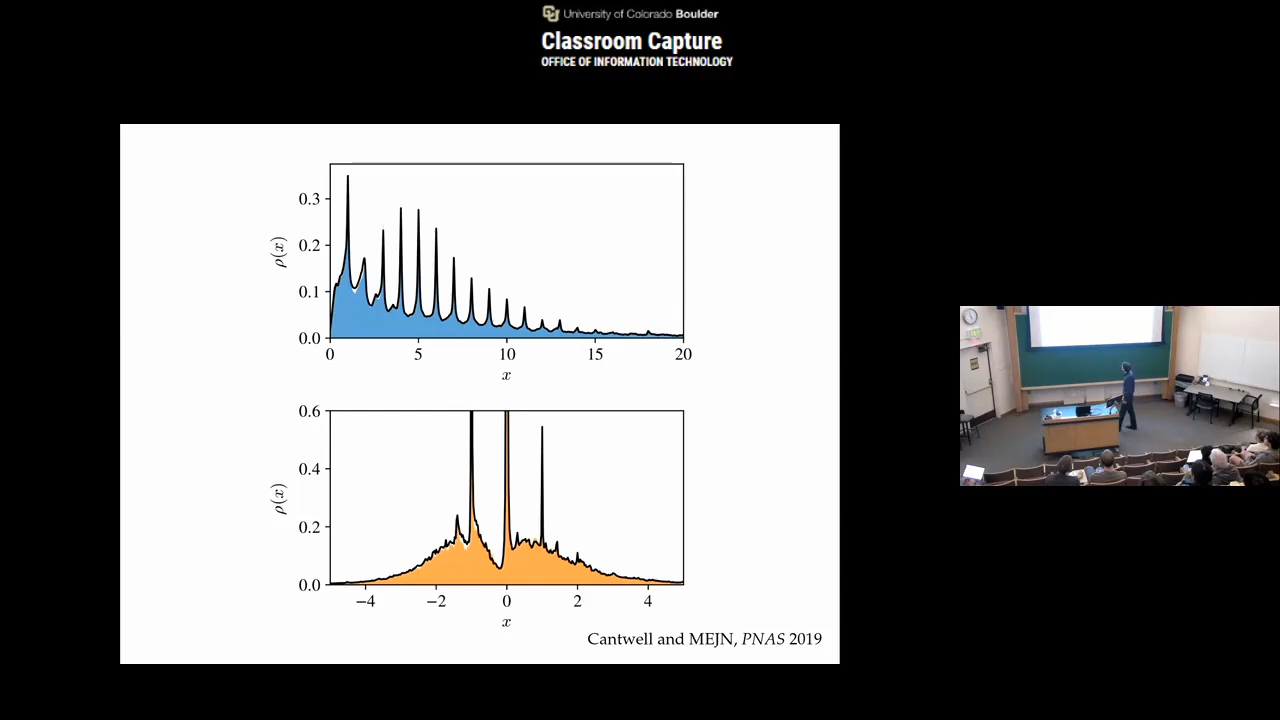 University of Colorado Boulder
Classroom Capture
OFFICE OF INFORMATION TECHNOLOGY
0.3
0.2
0.1
0.0
ρ(x)
0 5 10 15 20
x
0.6
0.4
0.2
0.0
ρ(x)
−4 −2 0 2 4
x
Cantwell and MEJN, PNAS 2019